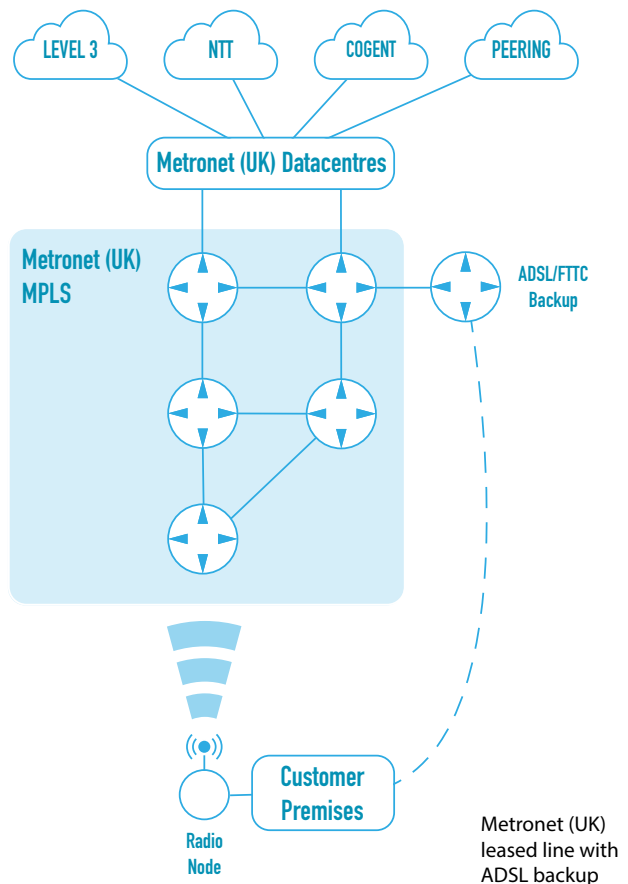 LEVEL 3
NTT
COGENT
PEERING
Metronet (UK) Datacentres
Metronet (UK)
MPLS
ADSL/FTTC
Backup
Customer
Premises
Radio
Node
Metronet (UK)
leased line with
ADSL backup